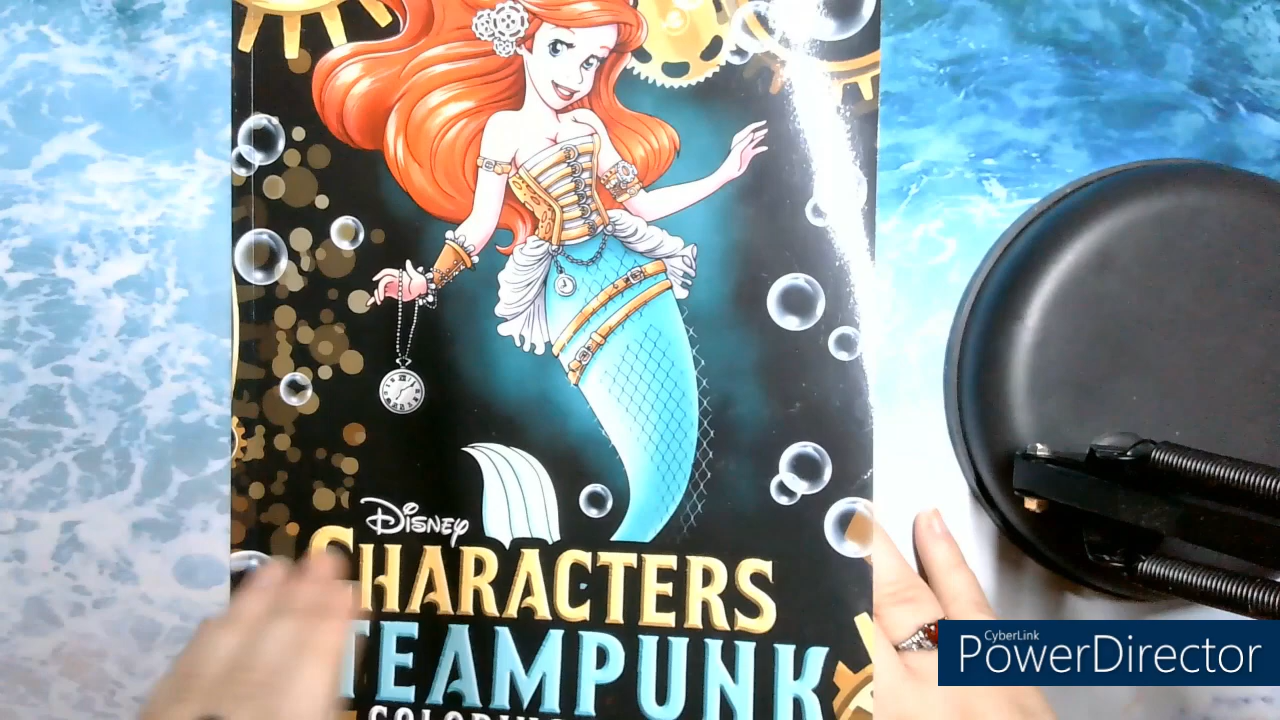 Disney
CHARACTERS
TEAMPUNK
CyberLink
PowerDirector